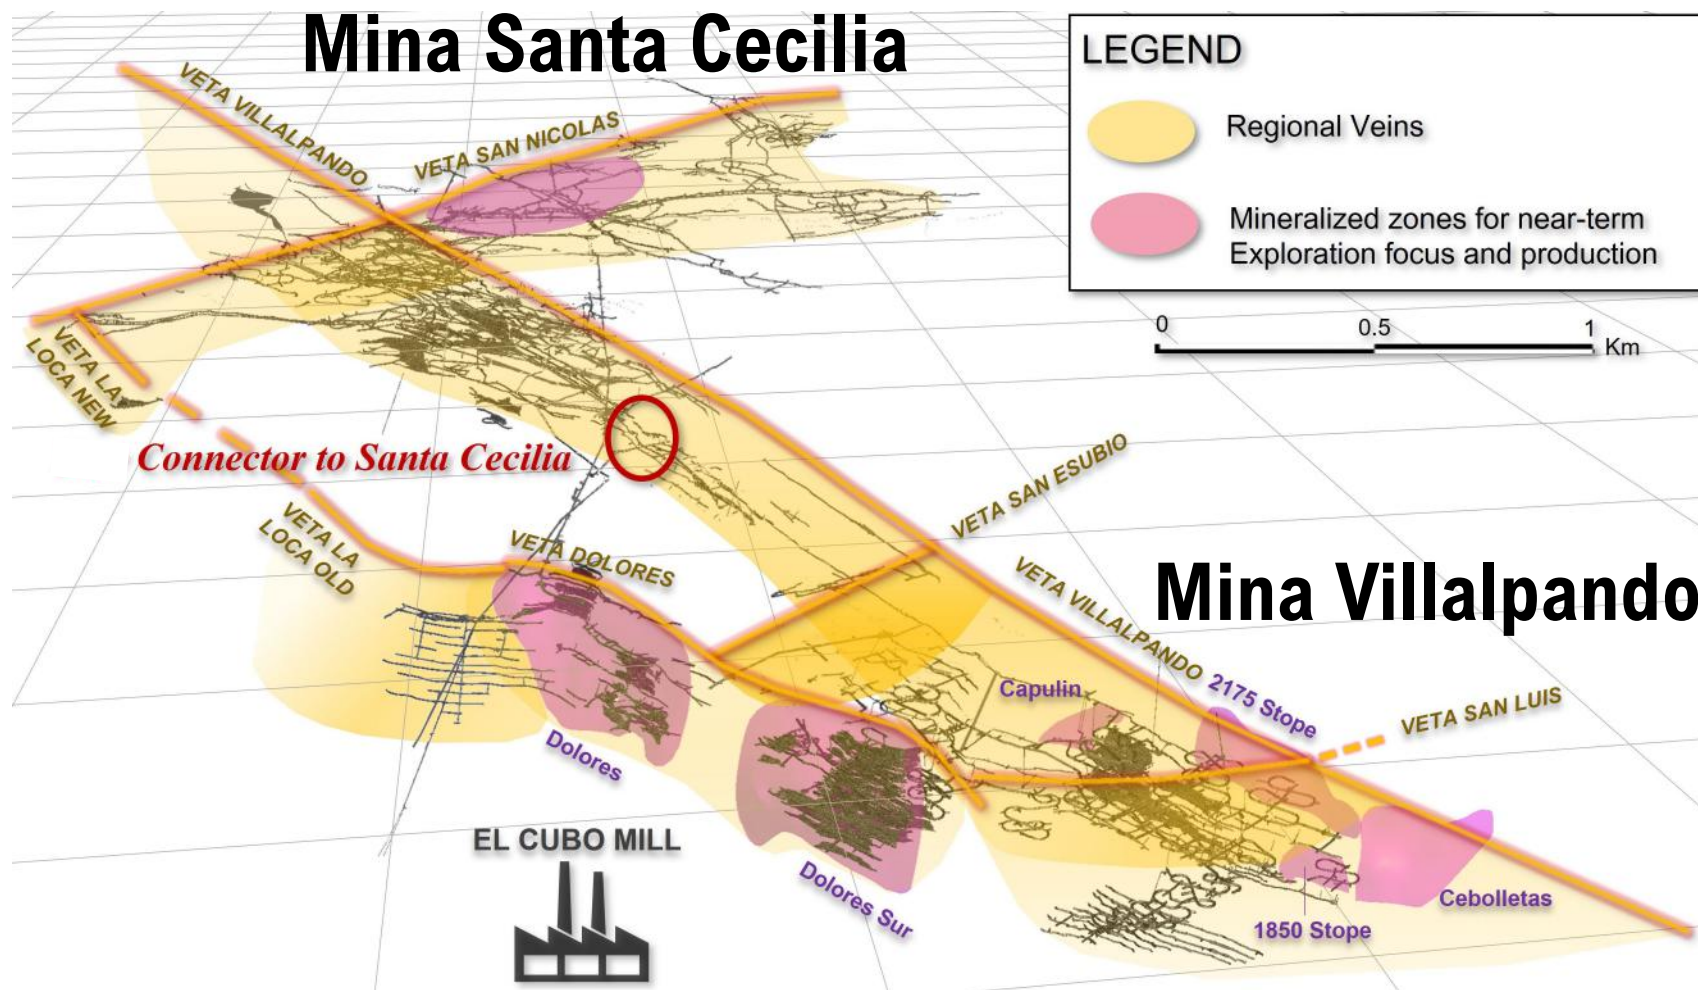 Mina Santa Cecilia
LEGEND
Regional Veins
Mineralized zones for near-term
Exploration focus and production
0
0.5
1
Km
VETA VILLALPANDO
VETA SAN NICOLAS
VETA LA
LOCA NEW
Connector to Santa Cecilia
VETA LA
LOCA OLD
VETA DOLORES
VETA SAN ESUBIO
Mina Villalpando
VETA VILLALPANDO
2175 Stope
VETA SAN LUIS
Capulin
Dolores
EL CUBO MILL
Dolores Sur
Cebolletas
1850 Stope